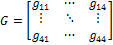 G = [g₁₁ ⋯ g₁₄
⋮ ⋱ ⋮
g₄₁ ⋯ g₄₄]